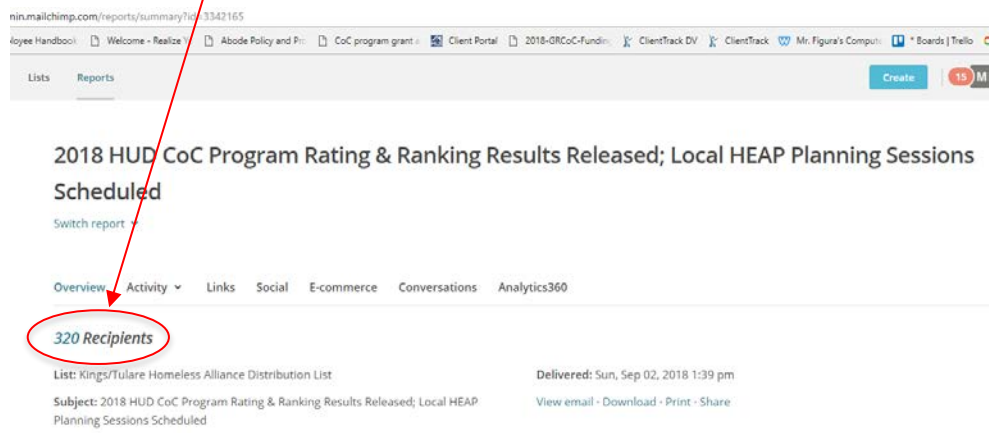 min.mailchimp.com/reports/summary?id=3342165
loyee Handbook Welcome - Realize Y Abode Policy and Pro CoC program grant a Client Portal 2018-GRCoC-Funding ClientTrack DV ClientTrack Mr. Figura's Compute * Boards | Trello
Lists Reports Create 15 M
2018 HUD CoC Program Rating & Ranking Results Released; Local HEAP Planning Sessions
Scheduled
Switch report
Overview Activity Links Social E-commerce Conversations Analytics360
320 Recipients
List: Kings/Tulare Homeless Alliance Distribution List Delivered: Sun, Sep 02, 2018 1:39 pm
Subject: 2018 HUD CoC Program Rating & Ranking Results Released; Local HEAP View email · Download · Print · Share
Planning Sessions Scheduled